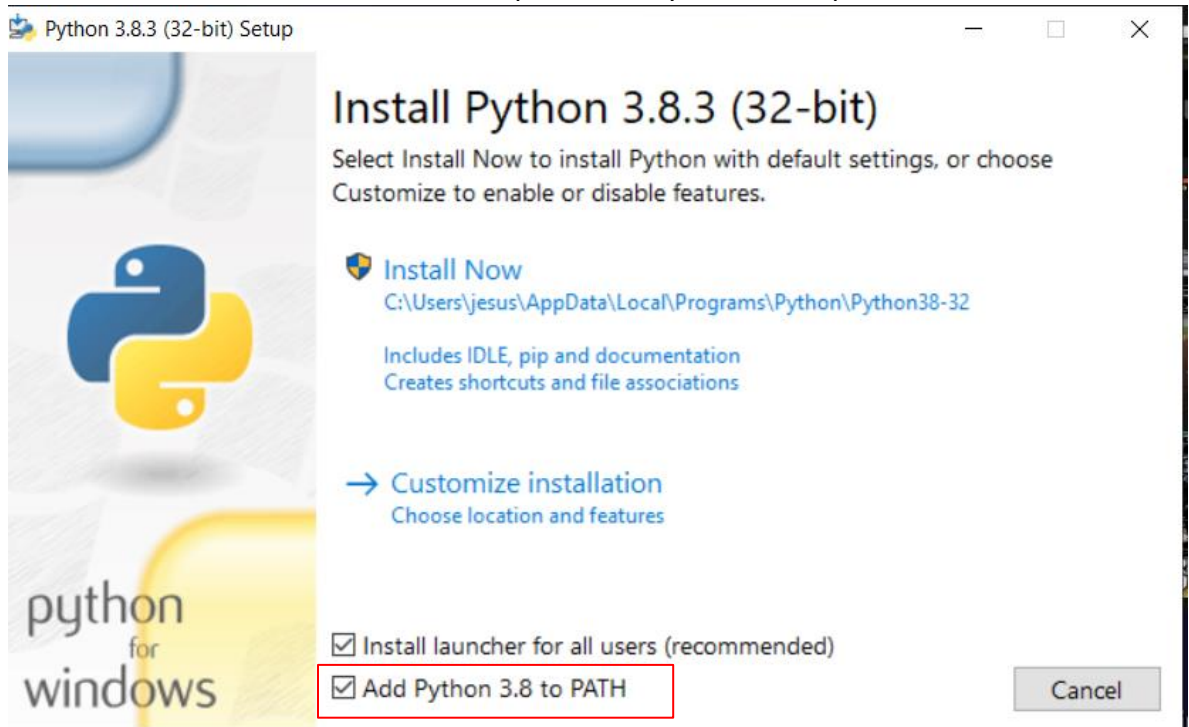 Python 3.8.3 (32-bit) Setup
Install Python 3.8.3 (32-bit)
Select Install Now to install Python with default settings, or choose
Customize to enable or disable features.
Install Now
C:\Users\jesus\AppData\Local\Programs\Python\Python38-32
Includes IDLE, pip and documentation
Creates shortcuts and file associations
Customize installation
Choose location and features
python
for
windows
Install launcher for all users (recommended)
Add Python 3.8 to PATH
Cancel